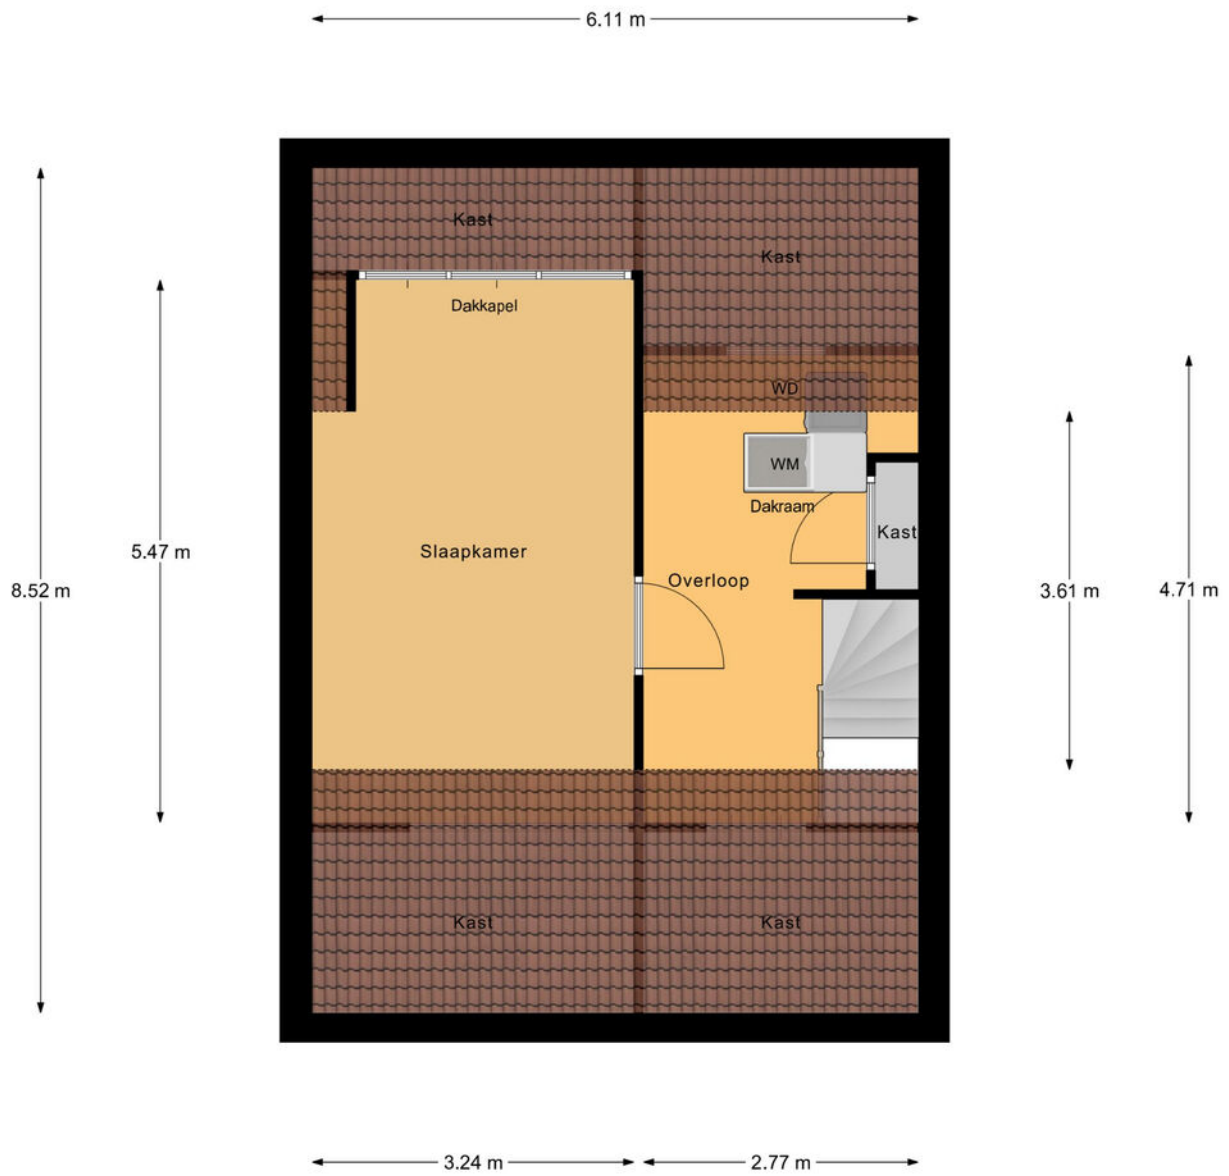 6.11 m
Kast
Kast
Dakkapel
WD
WM
Dakraam
Kast
Slaapkamer
Overloop
5.47 m
8.52 m
3.61 m
4.71 m
Kast
Kast
3.24 m
2.77 m